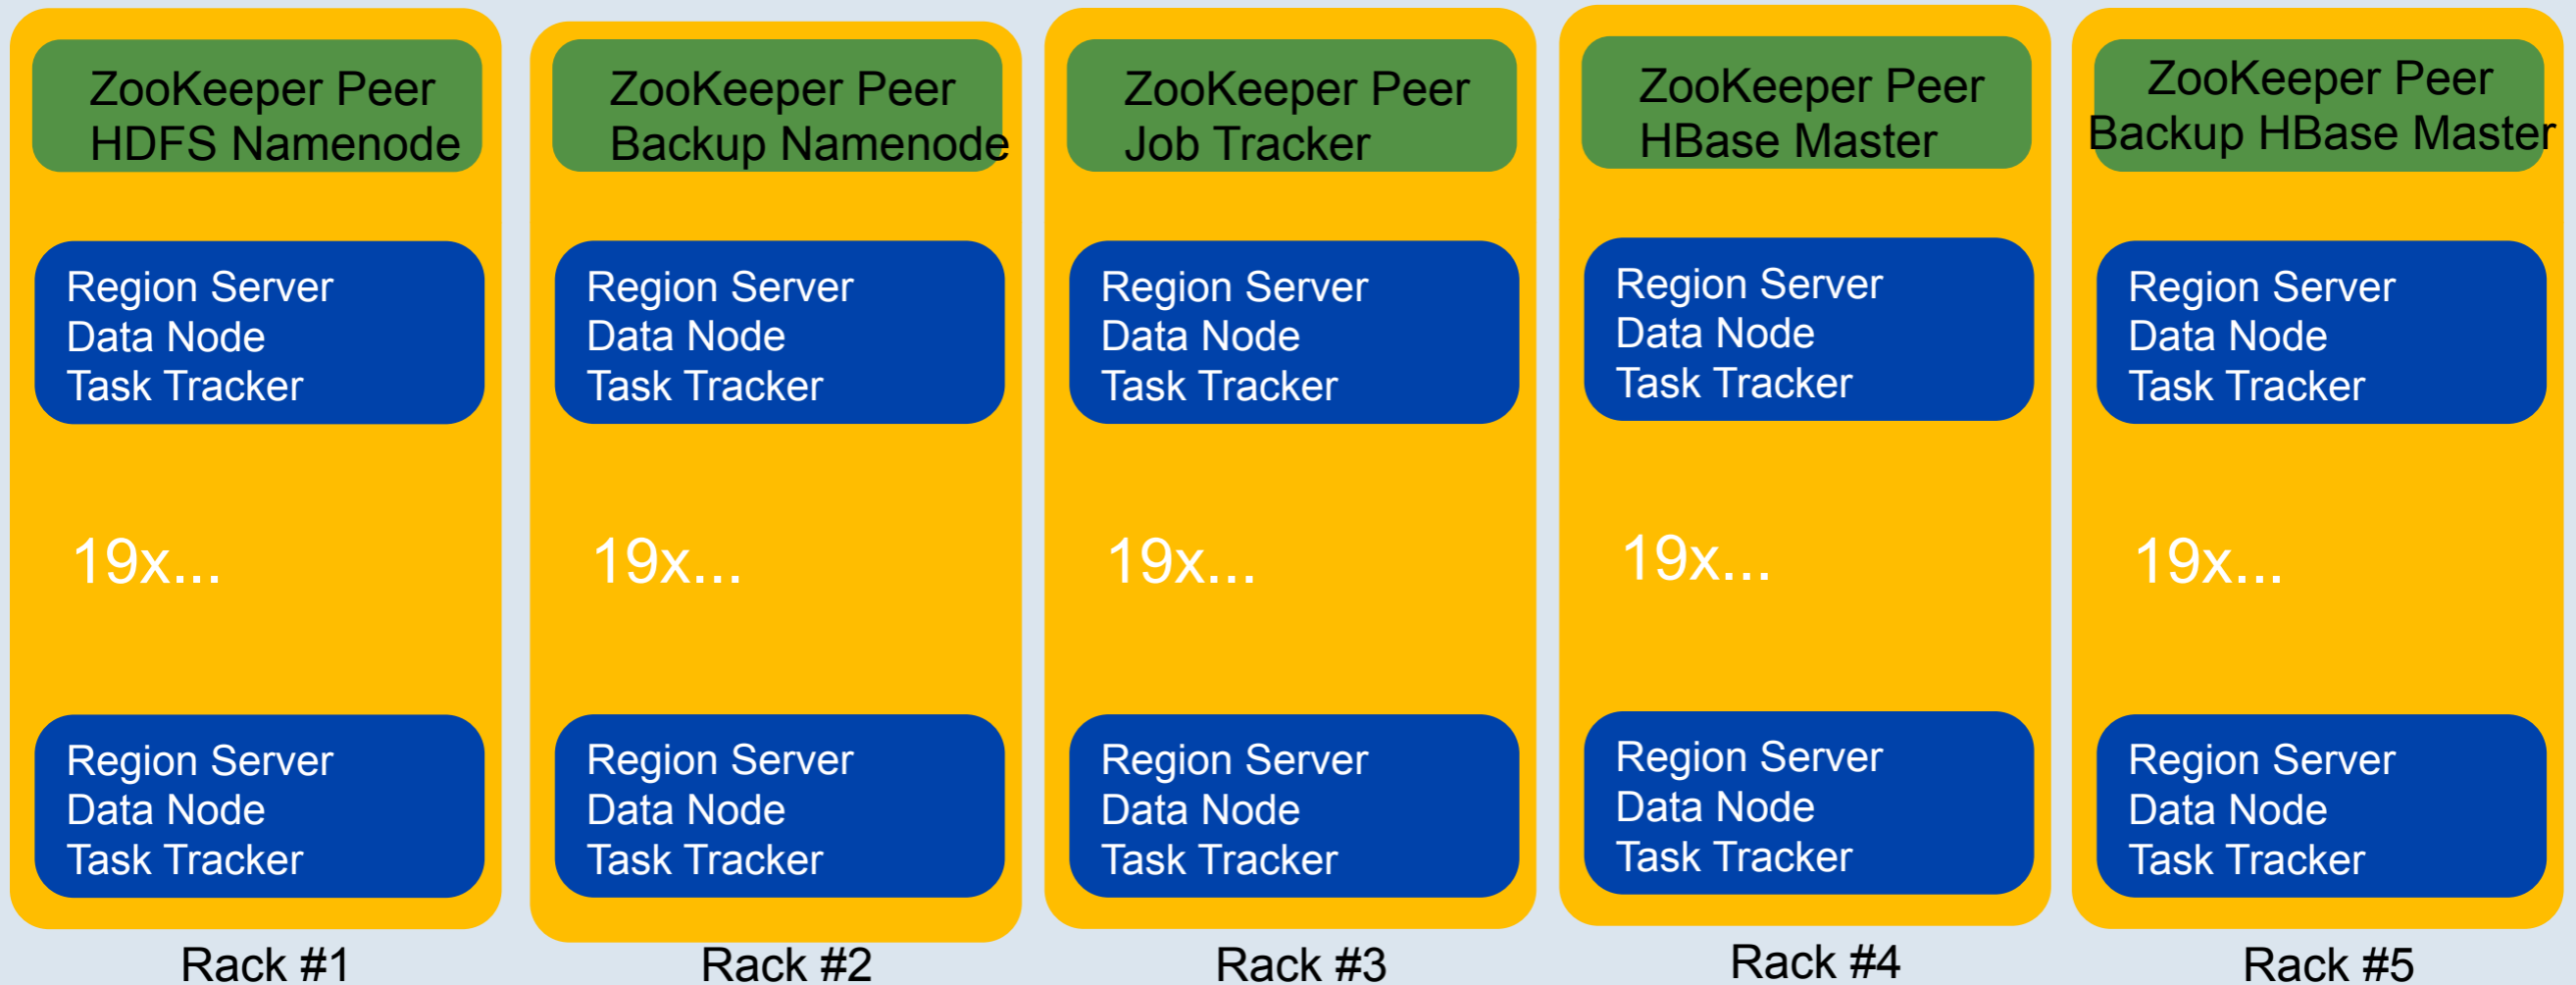 ZooKeeper Peer
HDFS Namenode
Region Server
Data Node
Task Tracker
19x...
Region Server
Data Node
Task Tracker
Rack #1
ZooKeeper Peer
Backup Namenode
Region Server
Data Node
Task Tracker
19x...
Region Server
Data Node
Task Tracker
Rack #2
ZooKeeper Peer
Job Tracker
Region Server
Data Node
Task Tracker
19x...
Region Server
Data Node
Task Tracker
Rack #3
ZooKeeper Peer
HBase Master
Region Server
Data Node
Task Tracker
19x...
Region Server
Data Node
Task Tracker
Rack #4
ZooKeeper Peer
Backup HBase Master
Region Server
Data Node
Task Tracker
19x...
Region Server
Data Node
Task Tracker
Rack #5